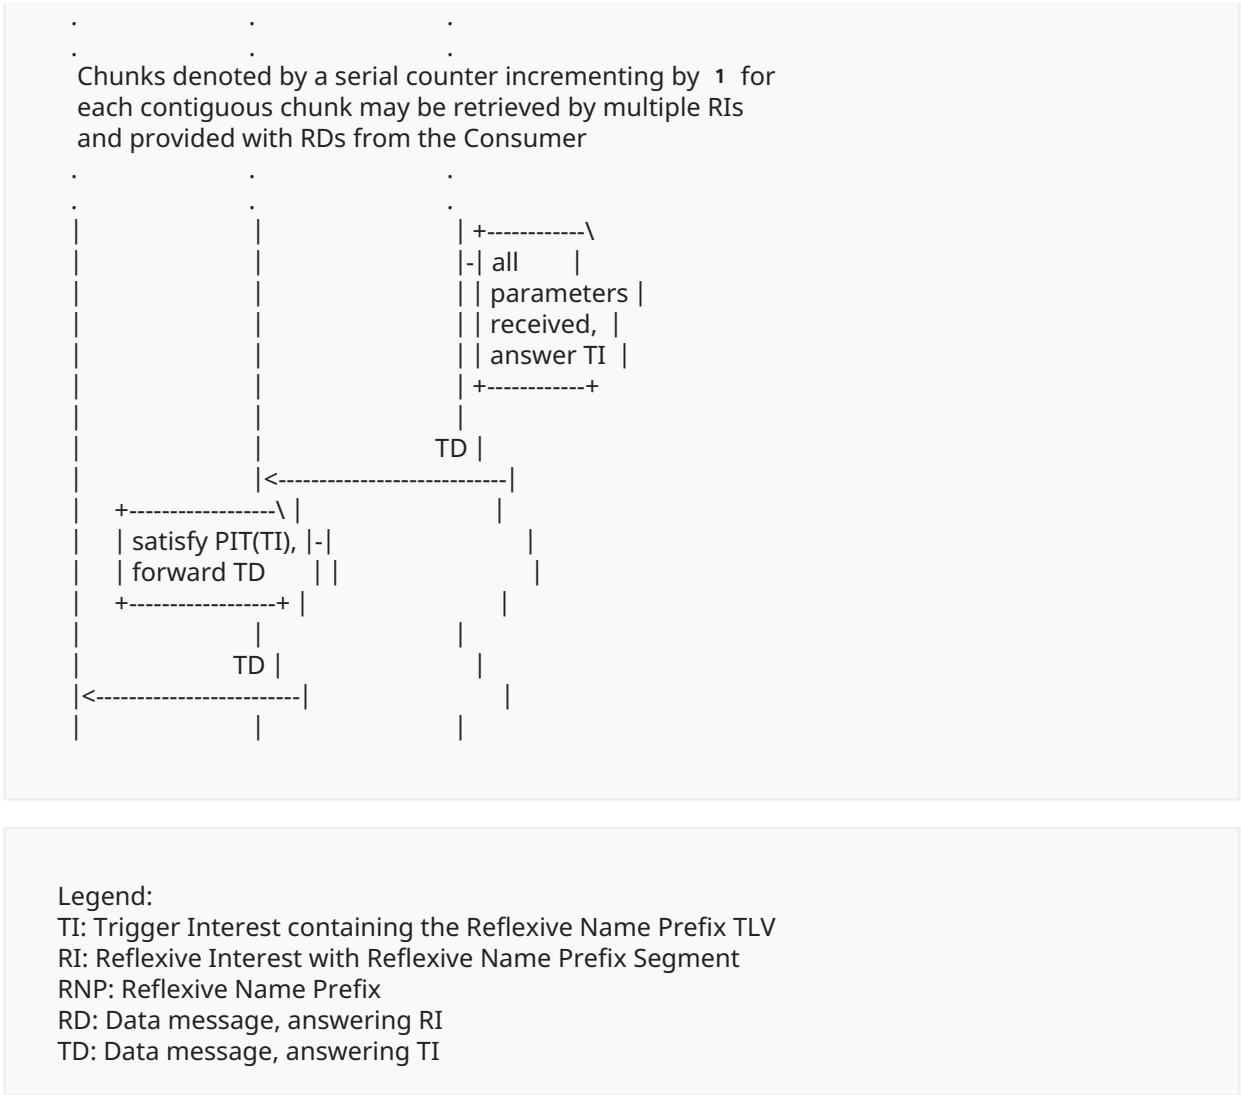 .                         .                            .
.                         .                            .
Chunks denoted by a serial counter incrementing by 1 for
each contiguous chunk may be retrieved by multiple RIs
and provided with RDs from the Consumer
.                         .                            .
.                         .                            .
|                         |                            | +------------\
|                         |                            |-| all        |
|                         |                            | | parameters |
|                         |                            | | received,  |
|                         |                            | | answer TI  |
|                         |                            | +------------+
|                         |                            |
|                         |                         TD |
|                         |<----------------------------|
|     +------------------\ |                            |
|     | satisfy PIT(TI), |-|                            |
|     | forward TD       | |                            |
|     +------------------+ |                            |
|                         |                            |
|                      TD |                            |
|<-------------------------|                            |
|                         |                            |
Legend:
TI: Trigger Interest containing the Reflexive Name Prefix TLV
RI: Reflexive Interest with Reflexive Name Prefix Segment
RNP: Reflexive Name Prefix
RD: Data message, answering RI
TD: Data message, answering TI